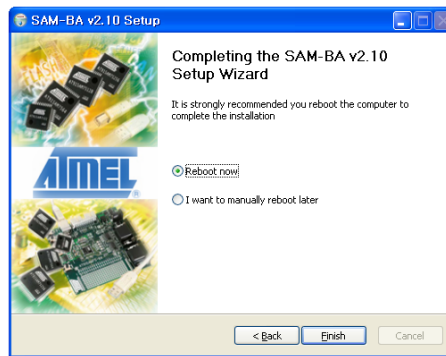 SAM-BA v2.10 Setup
Completing the SAM-BA v2.10
Setup Wizard
It is strongly recommended you reboot the computer to
complete the installation
Reboot now
I want to manually reboot later
ATMEL
®
< Back
Finish
Cancel